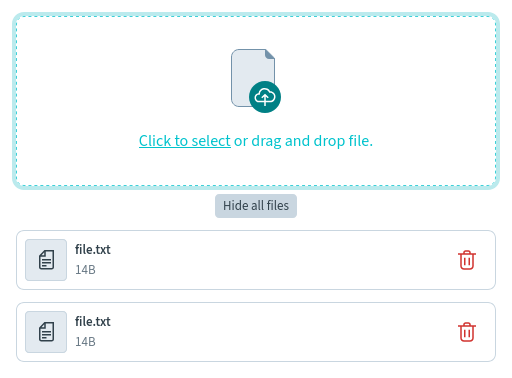 Click to select or drag and drop file.
Hide all files
file.txt
14B
file.txt
14B